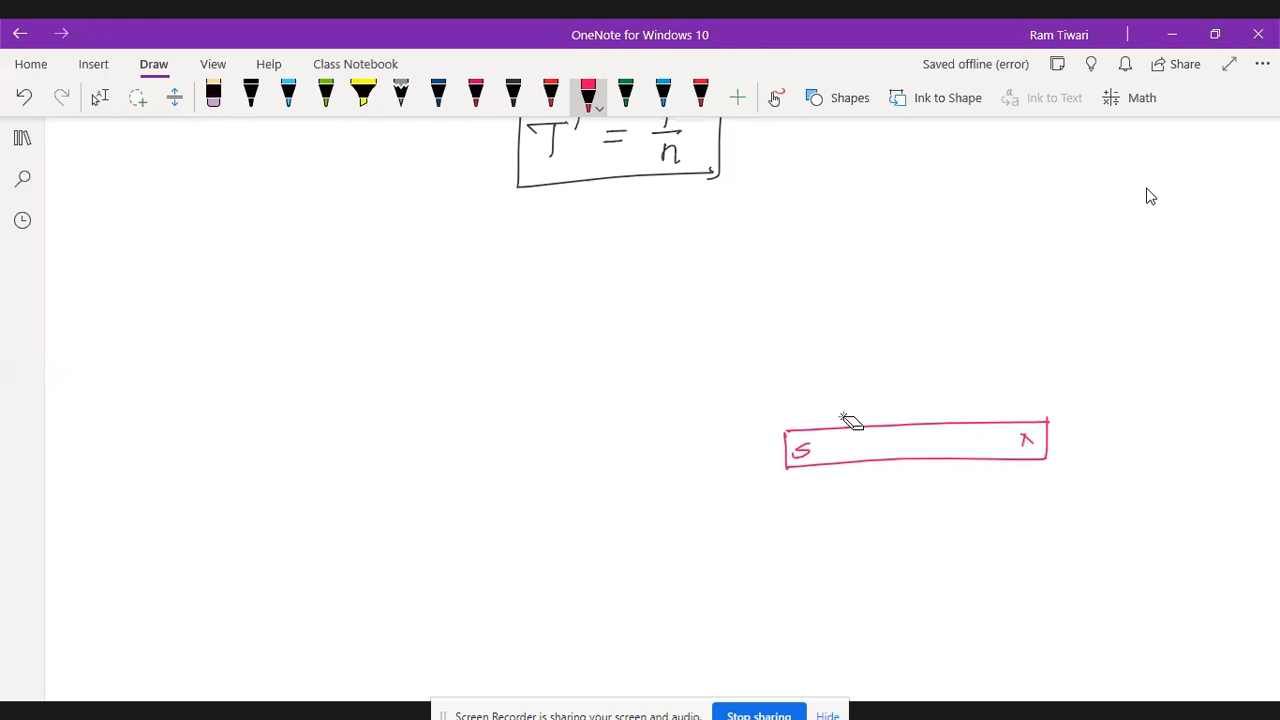 OneNote for Windows 10
Ram Tiwari
Home Insert Draw View Help Class Notebook
Saved offline (error) Share
Shapes Ink to Shape Ink to Text Math
T' =
n
S
Screen Recorder is sharing your screen and audio. Stop sharing Hide